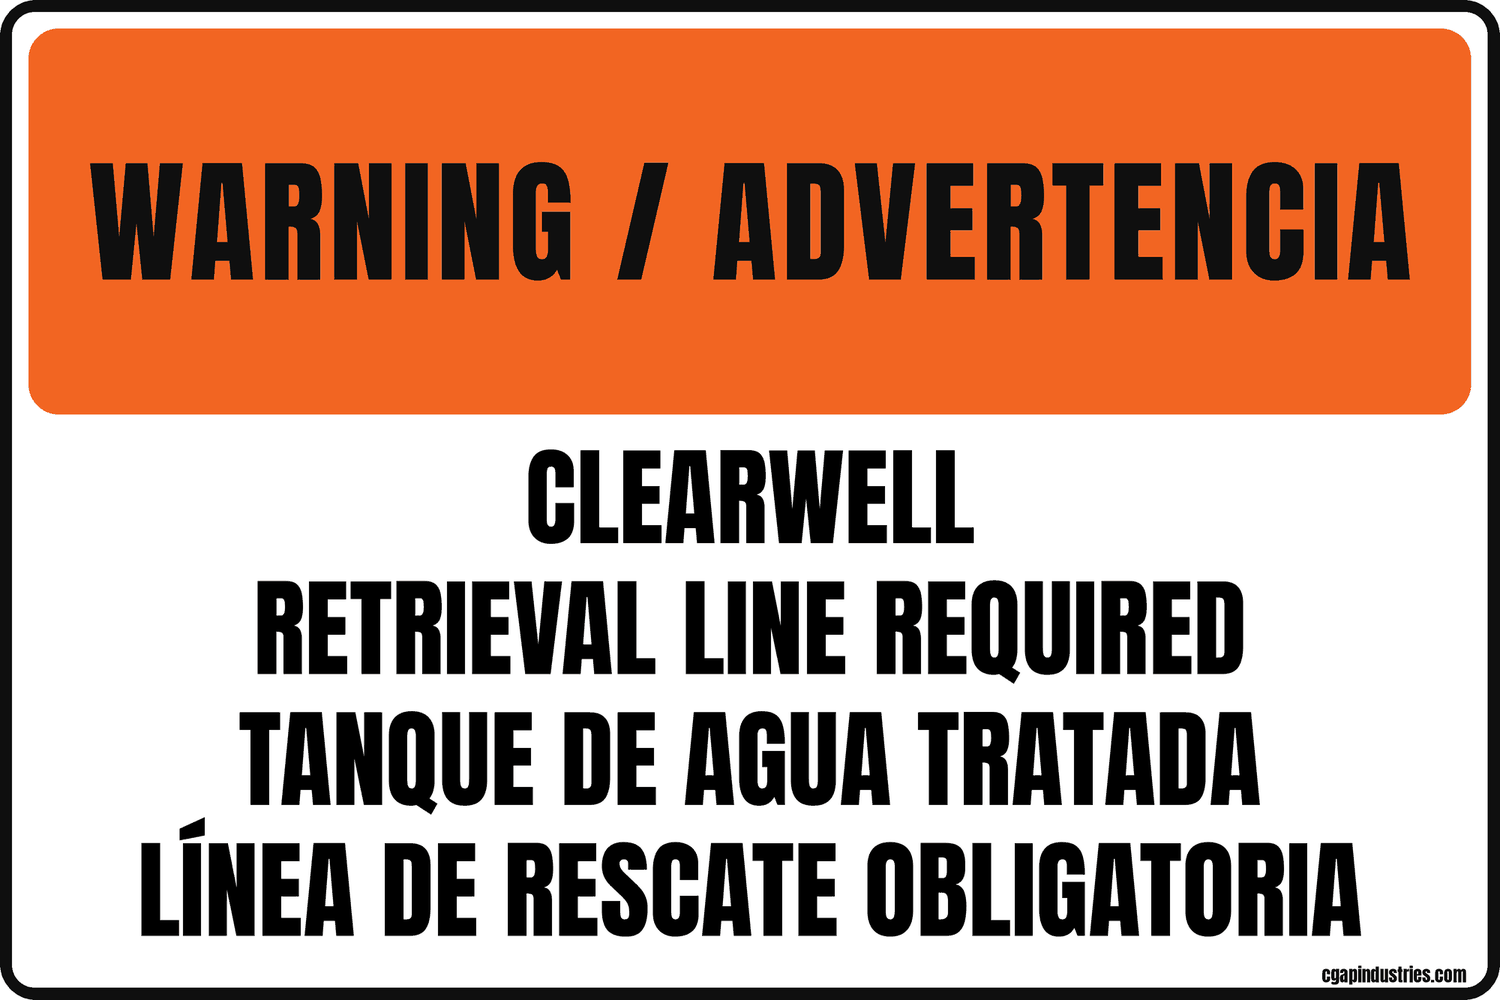 WARNING / ADVERTENCIA
CLEARWELL
RETRIEVAL LINE REQUIRED
TANQUE DE AGUA TRATADA
LÍNEA DE RESCATE OBLIGATORIA
cgapindustries.com